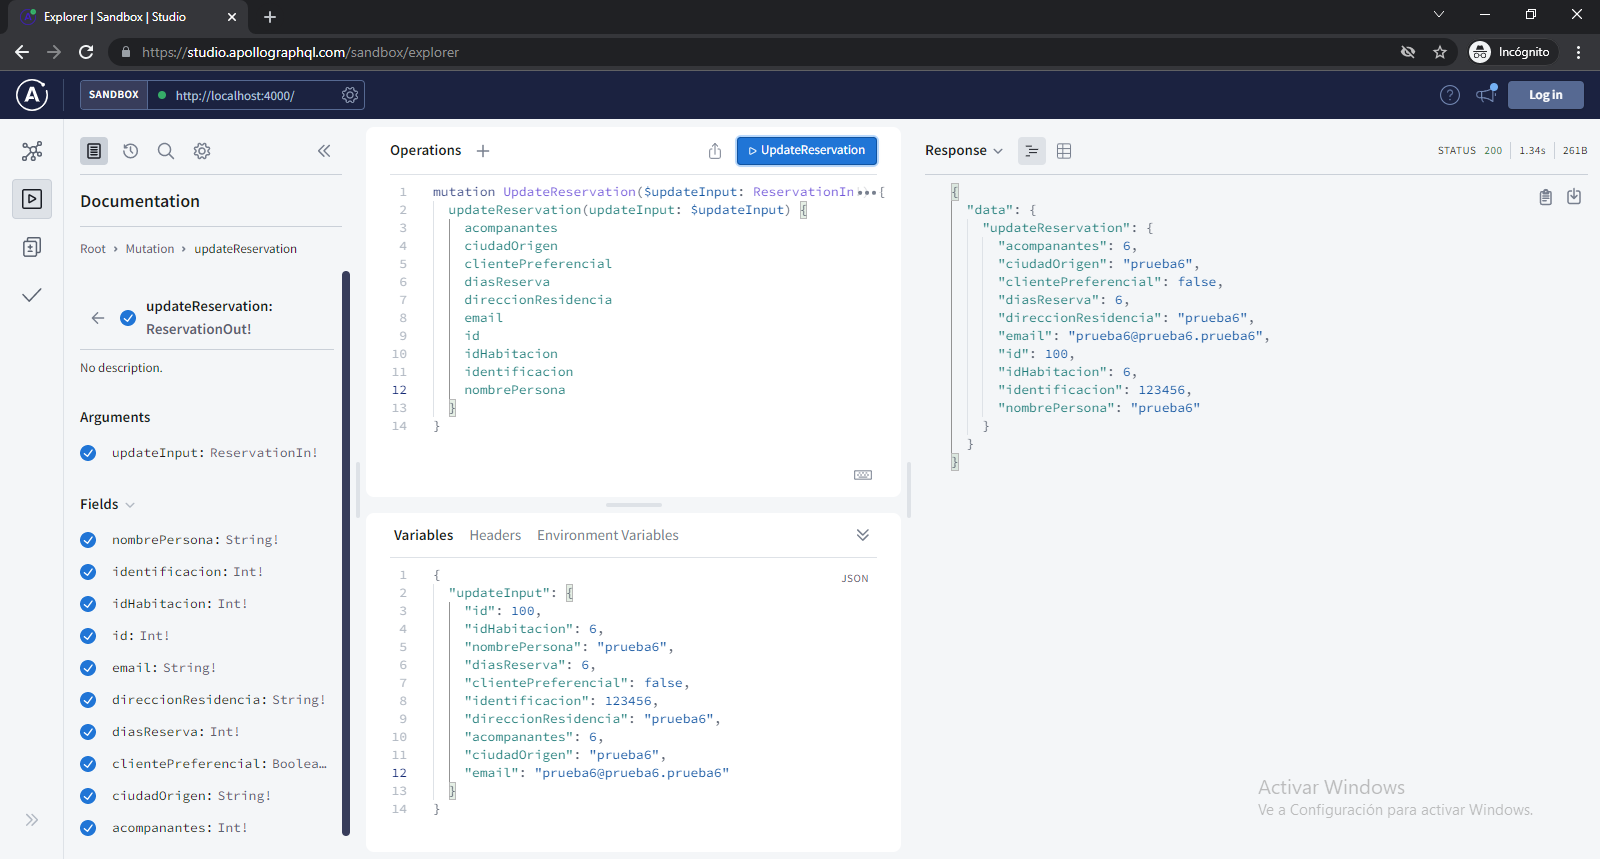 Explorer | Sandbox | Studio
https://studio.apollographql.com/sandbox/explorer
Incógnito
SANDBOX
http://localhost:4000/
Log in
Documentation
Root › Mutation › updateReservation
updateReservation:
ReservationOut!
No description.
Arguments
updateInput: ReservationIn!
Fields
nombrePersona: String!
identificacion: Int!
idHabitacion: Int!
id: Int!
email: String!
direccionResidencia: String!
diasReserva: Int!
clientePreferencial: Boolea…
ciudadOrigen: String!
acompanantes: Int!
Operations
UpdateReservation
1 mutation UpdateReservation($updateInput: ReservationIn ••• {
2 updateReservation(updateInput: $updateInput) {
3 acompanantes
4 ciudadOrigen
5 clientePreferencial
6 diasReserva
7 direccionResidencia
8 email
9 id
10 idHabitacion
11 identificacion
12 nombrePersona
13 }
14 }
Variables Headers Environment Variables
JSON
1 {
2 "updateInput": {
3 "id": 100,
4 "idHabitacion": 6,
5 "nombrePersona": "prueba6",
6 "diasReserva": 6,
7 "clientePreferencial": false,
8 "identificacion": 123456,
9 "direccionResidencia": "prueba6",
10 "acompanantes": 6,
11 "ciudadOrigen": "prueba6",
12 "email": "prueba6@prueba6.prueba6"
13 }
14 }
Response
STATUS 200 1.34s 261B
{
"data": {
"updateReservation": {
"acompanantes": 6,
"ciudadOrigen": "prueba6",
"clientePreferencial": false,
"diasReserva": 6,
"direccionResidencia": "prueba6",
"email": "prueba6@prueba6.prueba6",
"id": 100,
"idHabitacion": 6,
"identificacion": 123456,
"nombrePersona": "prueba6"
}
}
}
Activar Windows
Ve a Configuración para activar Windows.